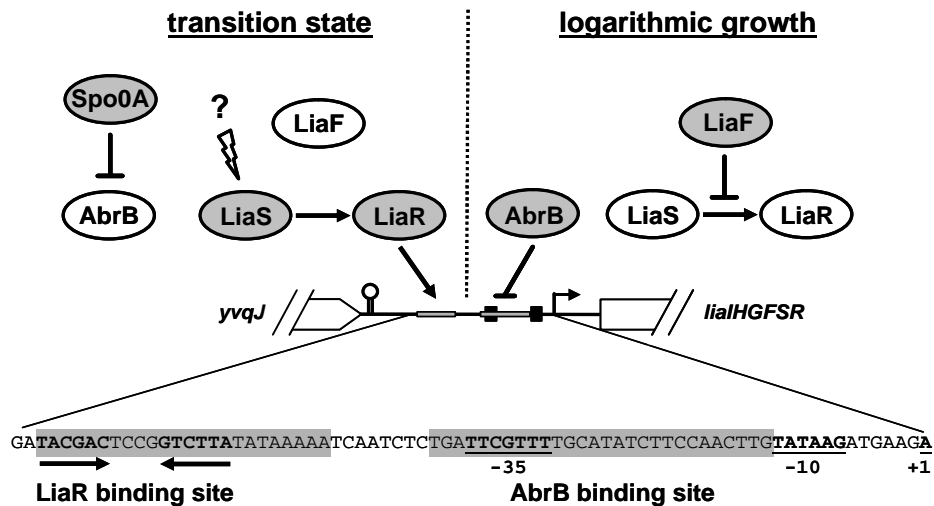 transition state
logarithmic growth
Spo0A
?
LiaF
LiaF
AbrB
LiaS
LiaR
AbrB
LiaS
LiaR
yvqJ
liaIHGFSR
GATACGACTCCGGTCTTATATAAAAATCAATCTCTGATTCGTTTTGCATATCTTCCAACTTGTATAAGATGAAGA
-35
-10
+1
LiaR binding site
AbrB binding site